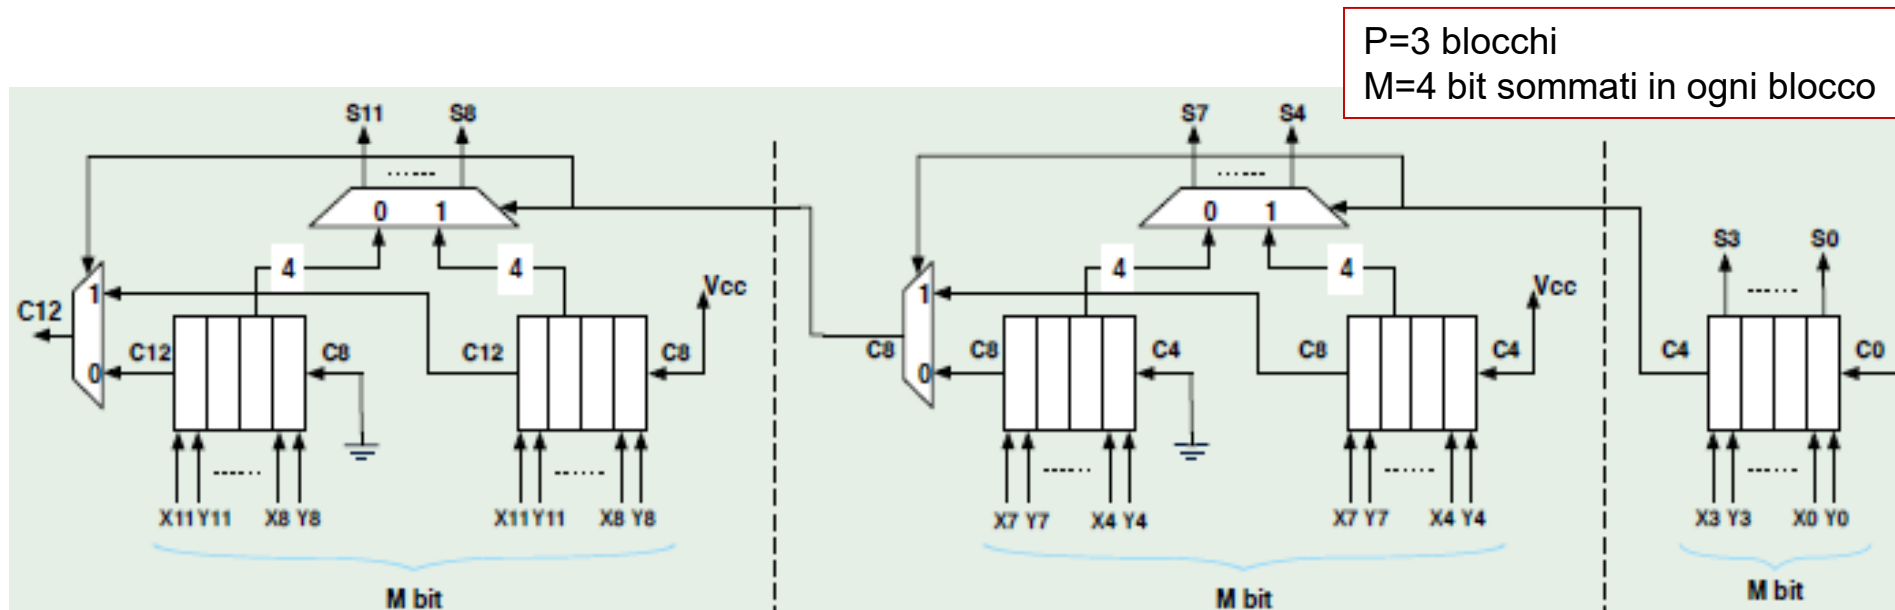 P=3 blocchi
M=4 bit sommati in ogni blocco
S11 S8 S7 S4
0 1 0 1
S3 S0
4 4 4 4
1 Vcc 1 Vcc
C12
C12 C8 C12 C8 C8 C8 C4 C8 C4 C4 C0
0 0
X11 Y11 X8 Y8 X11 Y11 X8 Y8 X7 Y7 X4 Y4 X7 Y7 X4 Y4 X3 Y3 X0 Y0
M bit M bit M bit